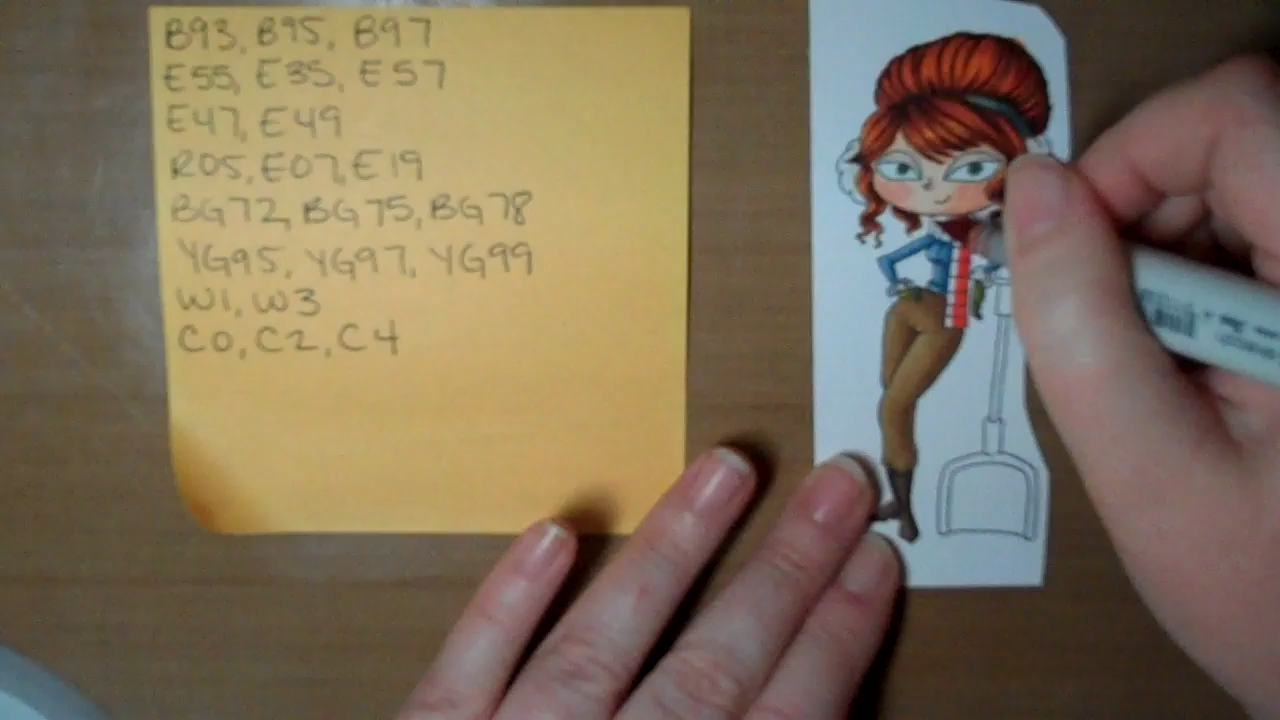 B93, B95, B97
E55, E35, E57
E47, E49
R05, E07, E19
BG72, BG75, BG78
YG95, YG97, YG99
W1, W3
C0, C2, C4